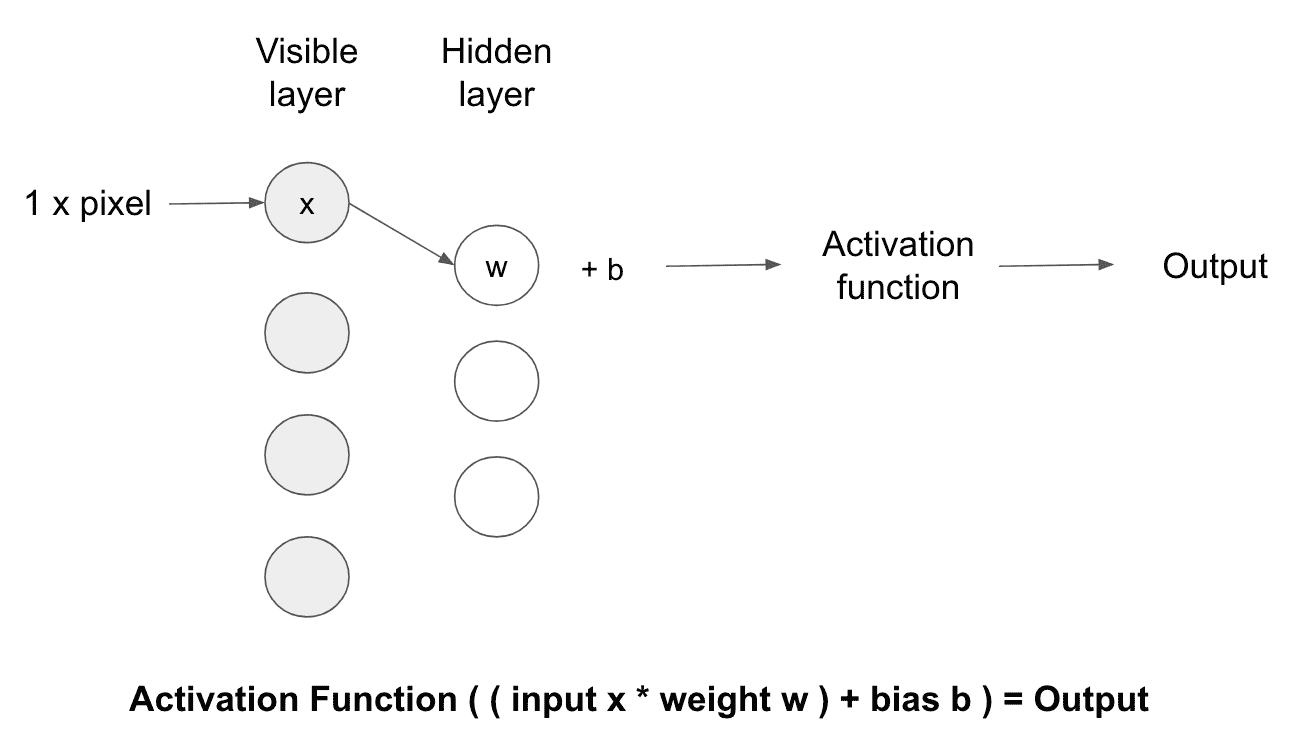 Visible
layer
Hidden
layer
1 x pixel
x
w
+ b
Activation
function
Output
Activation Function ( ( input x * weight w ) + bias b ) = Output